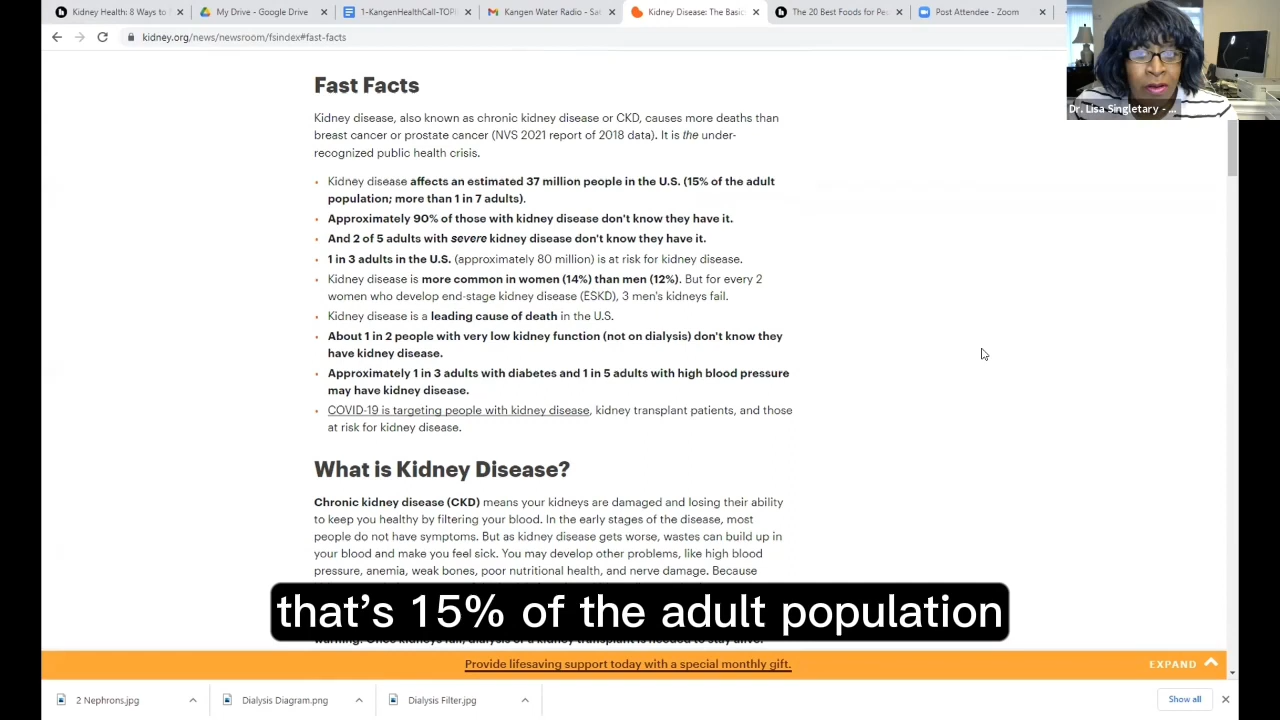 Kidney Health: 8 Ways to
My Drive - Google Drive
1-KangenHealthCall-TOPI
Kangen Water Radio - Sat
Kidney Disease: The Basic
The 20 Best Foods for Pe
Post Attendee - Zoom
kidney.org/news/newsroom/fsindex#fast-facts
Dr. Lisa Singletary - ...
Fast Facts
Kidney disease, also known as chronic kidney disease or CKD, causes more deaths than
breast cancer or prostate cancer (NVS 2021 report of 2018 data). It is the under-
recognized public health crisis.
• Kidney disease affects an estimated 37 million people in the U.S. (15% of the adult
population; more than 1 in 7 adults).
• Approximately 90% of those with kidney disease don't know they have it.
• And 2 of 5 adults with severe kidney disease don't know they have it.
• 1 in 3 adults in the U.S. (approximately 80 million) is at risk for kidney disease.
• Kidney disease is more common in women (14%) than men (12%). But for every 2
women who develop end-stage kidney disease (ESKD), 3 men's kidneys fail.
• Kidney disease is a leading cause of death in the U.S.
• About 1 in 2 people with very low kidney function (not on dialysis) don't know they
have kidney disease.
• Approximately 1 in 3 adults with diabetes and 1 in 5 adults with high blood pressure
may have kidney disease.
• COVID-19 is targeting people with kidney disease, kidney transplant patients, and those
at risk for kidney disease.
What is Kidney Disease?
Chronic kidney disease (CKD) means your kidneys are damaged and losing their ability
to keep you healthy by filtering your blood. In the early stages of the disease, most
people do not have symptoms. But as kidney disease gets worse, wastes can build up in
your blood and make you feel sick. You may develop other problems, like high blood
pressure, anemia, weak bones, poor nutritional health, and nerve damage. Because
that's 15% of the adult population
Provide lifesaving support today with a special monthly gift.
EXPAND
2 Nephrons.jpg
Dialysis Diagram.png
Dialysis Filter.jpg
Show all